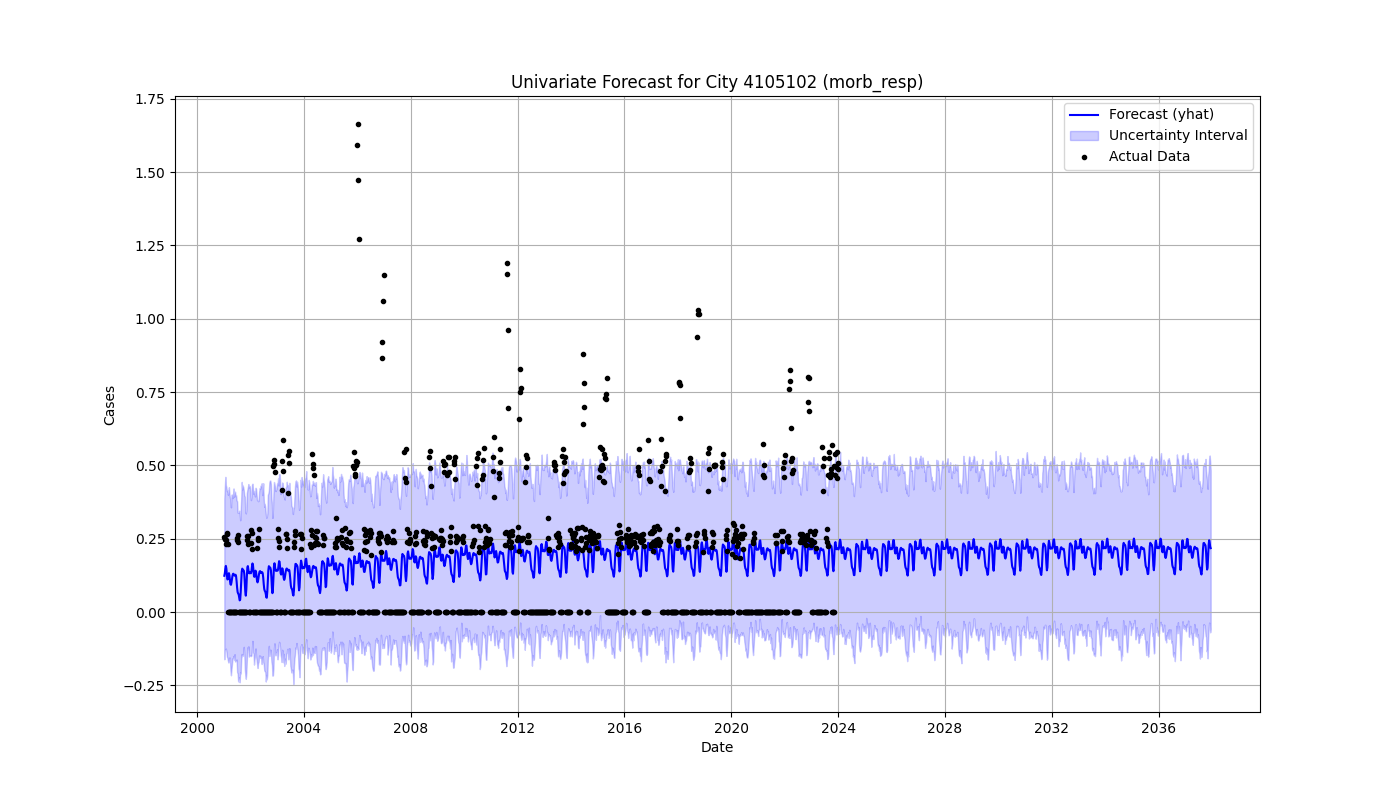 Univariate Forecast for City 4105102 (morb_resp)
Forecast (yhat)
Uncertainty Interval
Actual Data
Cases
1.75
1.50
1.25
1.00
0.75
0.50
0.25
0.00
−0.25
2000 2004 2008 2012 2016 2020 2024 2028 2032 2036
Date